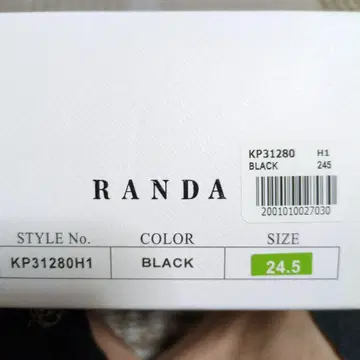 KP31280 H1
BLACK 245
2001010027030
RANDA
STYLE No. COLOR SIZE
KP31280H1 BLACK 24.5